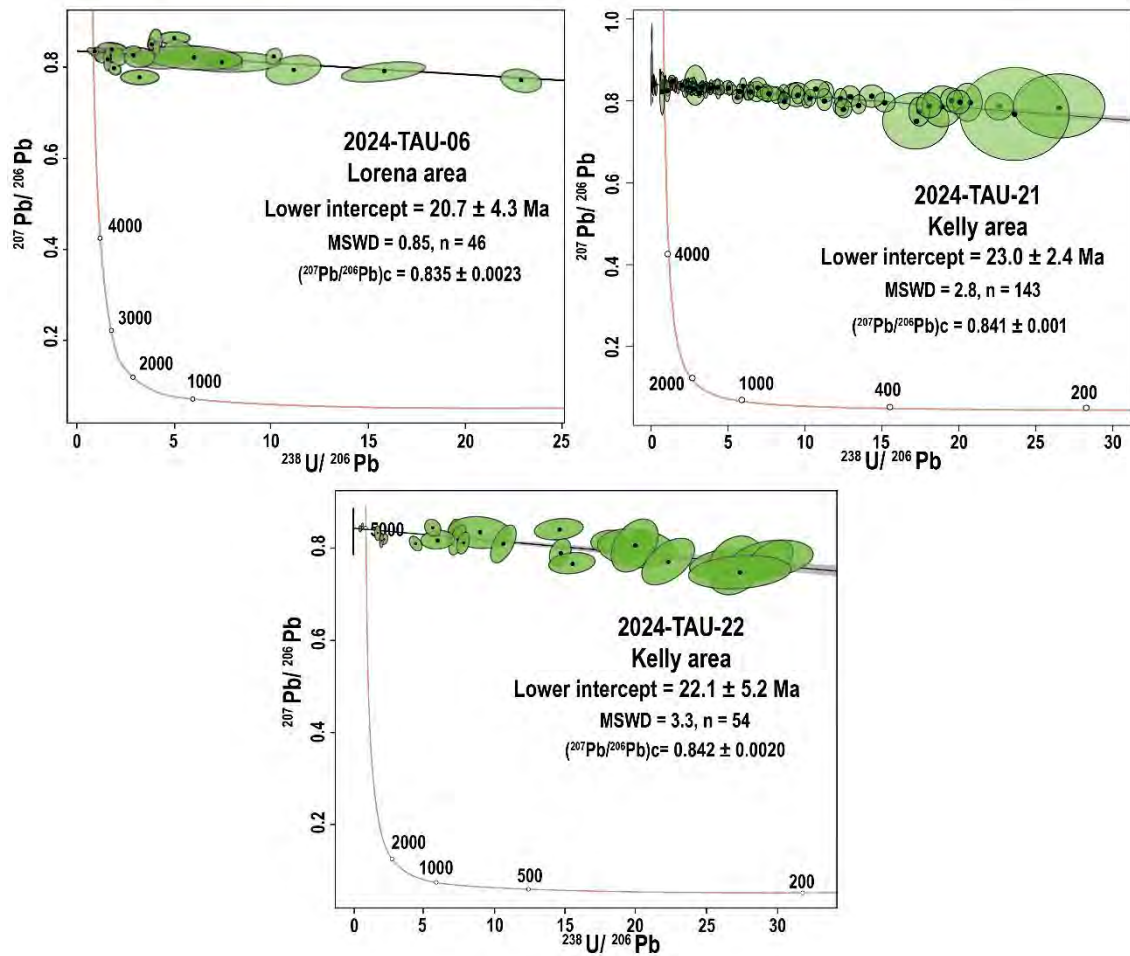 0.8
0.6
0.4
0.2
²⁰⁷Pb/ ²⁰⁶Pb
4000
3000
2000
1000
2024-TAU-06
Lorena area
Lower intercept = 20.7 ± 4.3 Ma
MSWD = 0.85, n = 46
(²⁰⁷Pb/²⁰⁶Pb)c = 0.835 ± 0.0023
0 5 10 15 20 25
²³⁸U/ ²⁰⁶Pb
1.0
0.8
0.6
0.4
0.2
²⁰⁷Pb/ ²⁰⁶Pb
4000
2000
1000
400
200
2024-TAU-21
Kelly area
Lower intercept = 23.0 ± 2.4 Ma
MSWD = 2.8, n = 143
(²⁰⁷Pb/²⁰⁶Pb)c = 0.841 ± 0.001
0 5 10 15 20 25 30
²³⁸U/ ²⁰⁶Pb
0.8
0.6
0.4
0.2
²⁰⁷Pb/ ²⁰⁶Pb
5000
2000
1000
500
200
2024-TAU-22
Kelly area
Lower intercept = 22.1 ± 5.2 Ma
MSWD = 3.3, n = 54
(²⁰⁷Pb/²⁰⁶Pb)c= 0.842 ± 0.0020
0 5 10 15 20 25 30
²³⁸U/ ²⁰⁶Pb